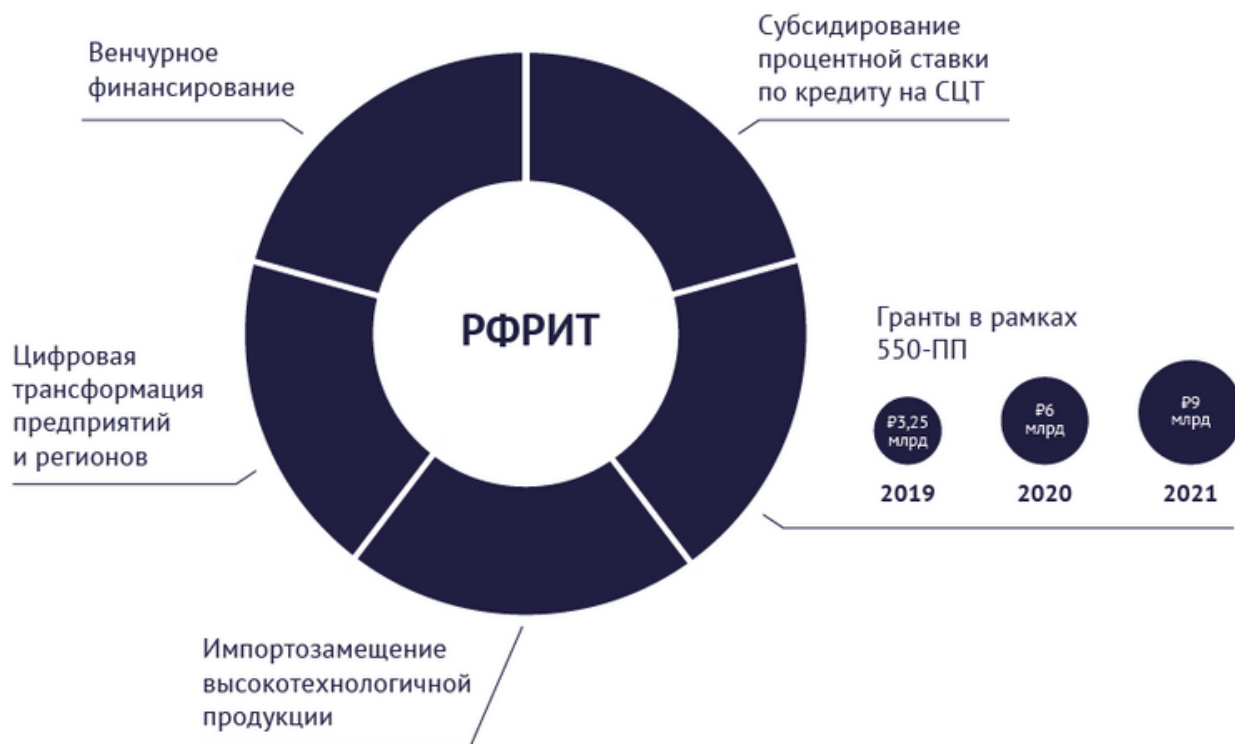 Венчурное
финансирование
Субсидирование
процентной ставки
по кредиту на СЦТ
РФРИТ
Гранты в рамках
550-ПП
₽3,25
млрд
₽6
млрд
₽9
млрд
2019
2020
2021
Цифровая
трансформация
предприятий
и регионов
Импортозамещение
высокотехнологичной
продукции